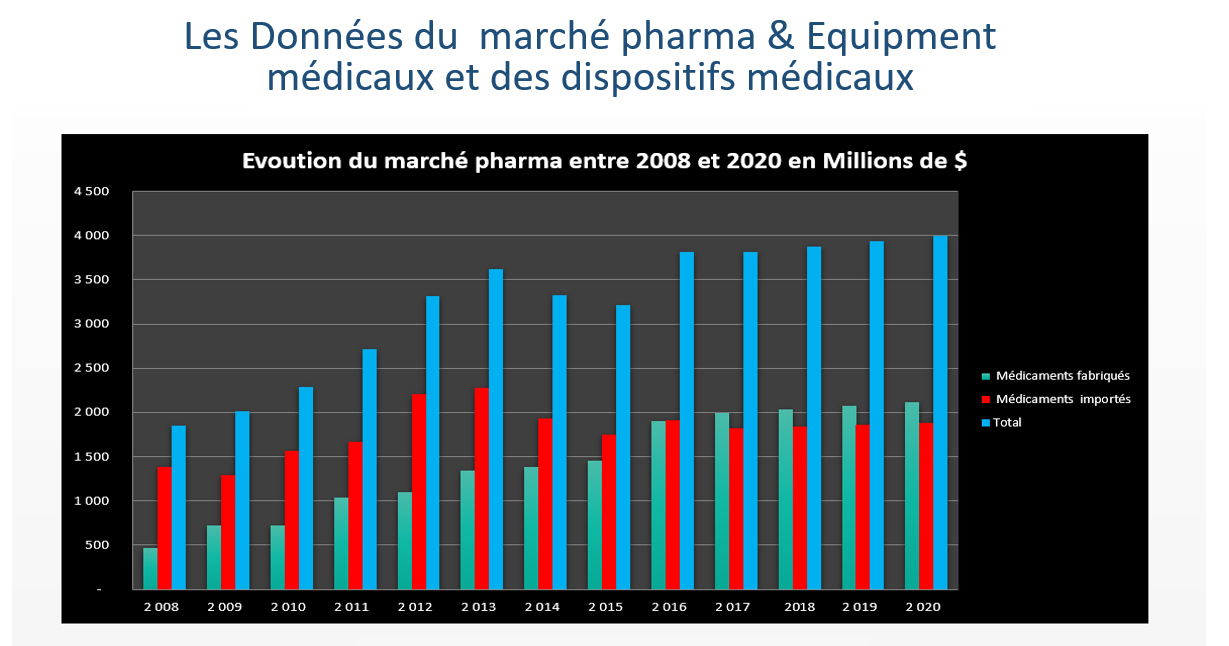 Les Données du  marché pharma & Equipment
médicaux et des dispositifs médicaux
Evoution du marché pharma entre 2008 et 2020 en Millions de $
4 500
4 000
3 500
3 000
2 500
2 000
1 500
1 000
500
-
2 008 2 009 2 010 2 011 2 012 2 013 2 014 2 015 2 016 2 017 2018 2 019 2 020
Médicaments fabriqués
Médicaments  importés
Total